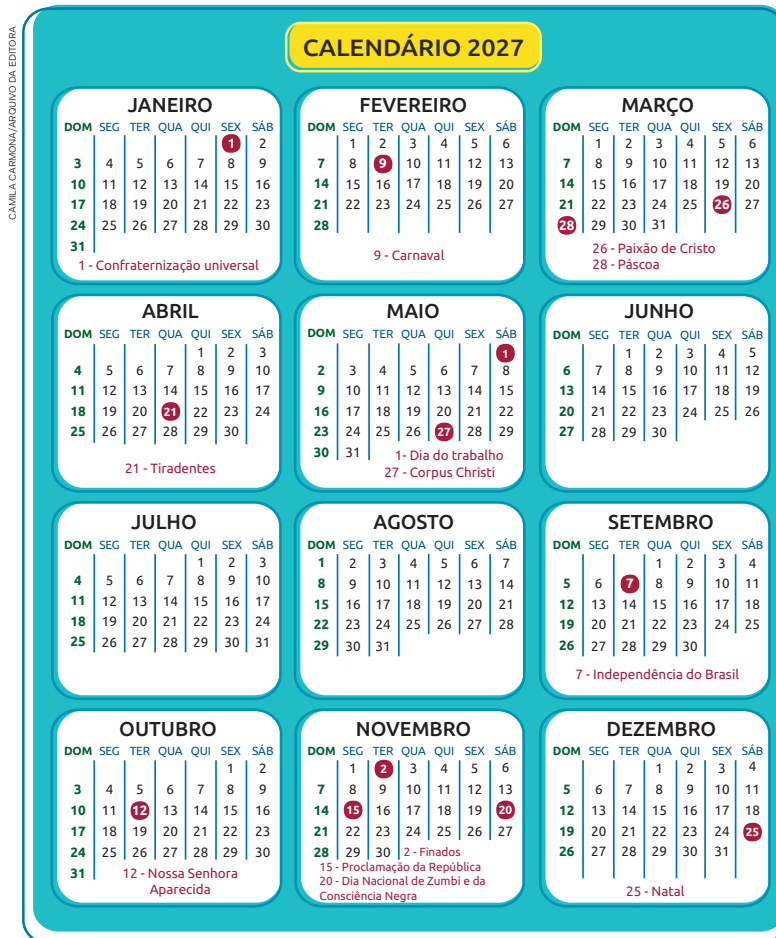 CAMILA CARMONA/ARQUIVO DA EDITORA
CALENDÁRIO 2027
JANEIRO
DOM SEG TER QUA QUI SEX SÁB
1 2
3 4 5 6 7 8 9
10 11 12 13 14 15 16
17 18 19 20 21 22 23
24 25 26 27 28 29 30
31
1 - Confraternização universal
FEVEREIRO
DOM SEG TER QUA QUI SEX SÁB
1 2 3 4 5 6
7 8 9 10 11 12 13
14 15 16 17 18 19 20
21 22 23 24 25 26 27
28
9 - Carnaval
MARÇO
DOM SEG TER QUA QUI SEX SÁB
1 2 3 4 5 6
7 8 9 10 11 12 13
14 15 16 17 18 19 20
21 22 23 24 25 26 27
28 29 30 31
26 - Paixão de Cristo
28 - Páscoa
ABRIL
DOM SEG TER QUA QUI SEX SÁB
1 2 3
4 5 6 7 8 9 10
11 12 13 14 15 16 17
18 19 20 21 22 23 24
25 26 27 28 29 30
21 - Tiradentes
MAIO
DOM SEG TER QUA QUI SEX SÁB
1
2 3 4 5 6 7 8
9 10 11 12 13 14 15
16 17 18 19 20 21 22
23 24 25 26 27 28 29
30 31
1- Dia do trabalho
27 - Corpus Christi
JUNHO
DOM SEG TER QUA QUI SEX SÁB
1 2 3 4 5
6 7 8 9 10 11 12
13 14 15 16 17 18 19
20 21 22 23 24 25 26
27 28 29 30
JULHO
DOM SEG TER QUA QUI SEX SÁB
1 2 3
4 5 6 7 8 9 10
11 12 13 14 15 16 17
18 19 20 21 22 23 24
25 26 27 28 29 30 31
AGOSTO
DOM SEG TER QUA QUI SEX SÁB
1 2 3 4 5 6 7
8 9 10 11 12 13 14
15 16 17 18 19 20 21
22 23 24 25 26 27 28
29 30 31
SETEMBRO
DOM SEG TER QUA QUI SEX SÁB
1 2 3 4
5 6 7 8 9 10 11
12 13 14 15 16 17 18
19 20 21 22 23 24 25
26 27 28 29 30
7 - Independência do Brasil
OUTUBRO
DOM SEG TER QUA QUI SEX SÁB
1 2
3 4 5 6 7 8 9
10 11 12 13 14 15 16
17 18 19 20 21 22 23
24 25 26 27 28 29 30
31
12 - Nossa Senhora
Aparecida
NOVEMBRO
DOM SEG TER QUA QUI SEX SÁB
1 2 3 4 5 6
7 8 9 10 11 12 13
14 15 16 17 18 19 20
21 22 23 24 25 26 27
28 29 30
2 - Finados
15 - Proclamação da República
20 - Dia Nacional de Zumbi e da
Consciência Negra
DEZEMBRO
DOM SEG TER QUA QUI SEX SÁB
1 2 3 4
5 6 7 8 9 10 11
12 13 14 15 16 17 18
19 20 21 22 23 24 25
26 27 28 29 30 31
25 - Natal